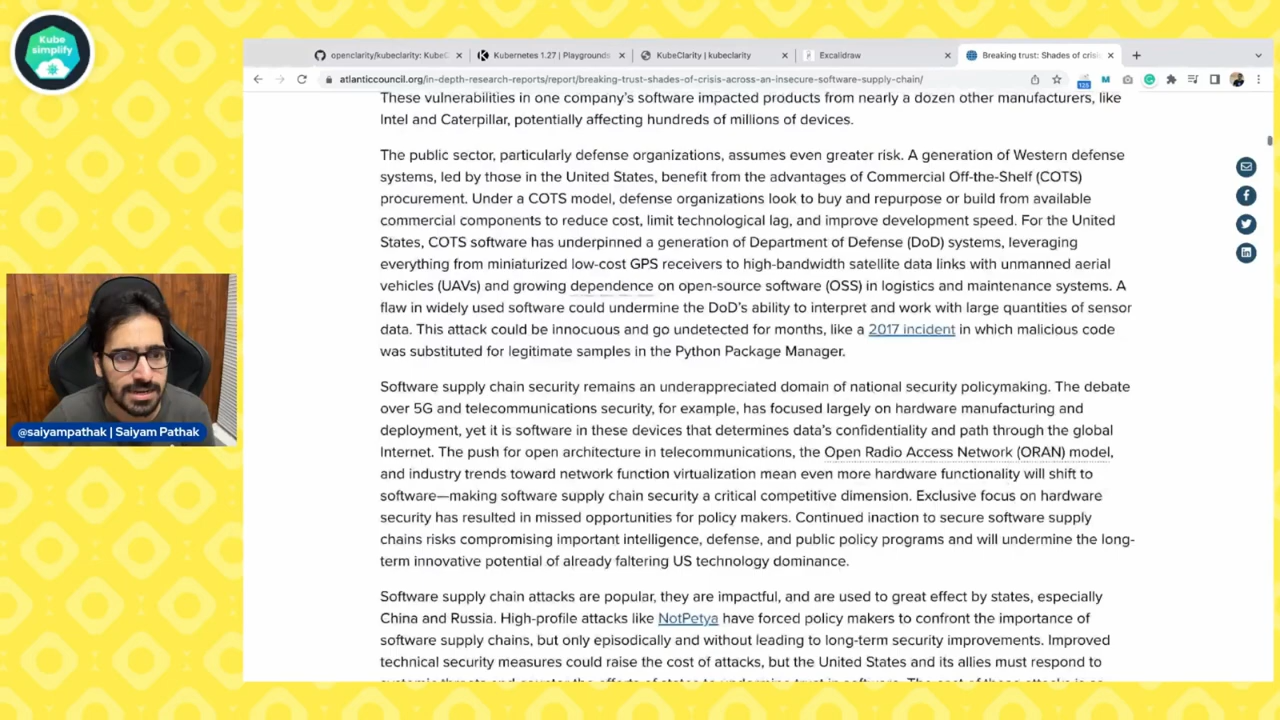 Kube
simplify
openclarity/kubeclarity: KubeC
Kubernetes 1.27 | Playgrounds
KubeClarity | kubeclarity
Excalidraw
Breaking trust: Shades of crisis
atlanticcouncil.org/in-depth-research-reports/report/breaking-trust-shades-of-crisis-across-an-insecure-software-supply-chain/
These vulnerabilities in one company's software impacted products from nearly a dozen other manufacturers, like
Intel and Caterpillar, potentially affecting hundreds of millions of devices.
The public sector, particularly defense organizations, assumes even greater risk. A generation of Western defense
systems, led by those in the United States, benefit from the advantages of Commercial Off-the-Shelf (COTS)
procurement. Under a COTS model, defense organizations look to buy and repurpose or build from available
commercial components to reduce cost, limit technological lag, and improve development speed. For the United
States, COTS software has underpinned a generation of Department of Defense (DoD) systems, leveraging
everything from miniaturized low-cost GPS receivers to high-bandwidth satellite data links with unmanned aerial
vehicles (UAVs) and growing dependence on open-source software (OSS) in logistics and maintenance systems. A
flaw in widely used software could undermine the DoD's ability to interpret and work with large quantities of sensor
data. This attack could be innocuous and go undetected for months, like a 2017 incident in which malicious code
was substituted for legitimate samples in the Python Package Manager.
Software supply chain security remains an underappreciated domain of national security policymaking. The debate
over 5G and telecommunications security, for example, has focused largely on hardware manufacturing and
deployment, yet it is software in these devices that determines data's confidentiality and path through the global
Internet. The push for open architecture in telecommunications, the Open Radio Access Network (ORAN) model,
and industry trends toward network function virtualization mean even more hardware functionality will shift to
software—making software supply chain security a critical competitive dimension. Exclusive focus on hardware
security has resulted in missed opportunities for policy makers. Continued inaction to secure software supply
chains risks compromising important intelligence, defense, and public policy programs and will undermine the long-
term innovative potential of already faltering US technology dominance.
Software supply chain attacks are popular, they are impactful, and are used to great effect by states, especially
China and Russia. High-profile attacks like NotPetya have forced policy makers to confront the importance of
software supply chains, but only episodically and without leading to long-term security improvements. Improved
technical security measures could raise the cost of attacks, but the United States and its allies must respond to
@saiyampathak | Saiyam Pathak